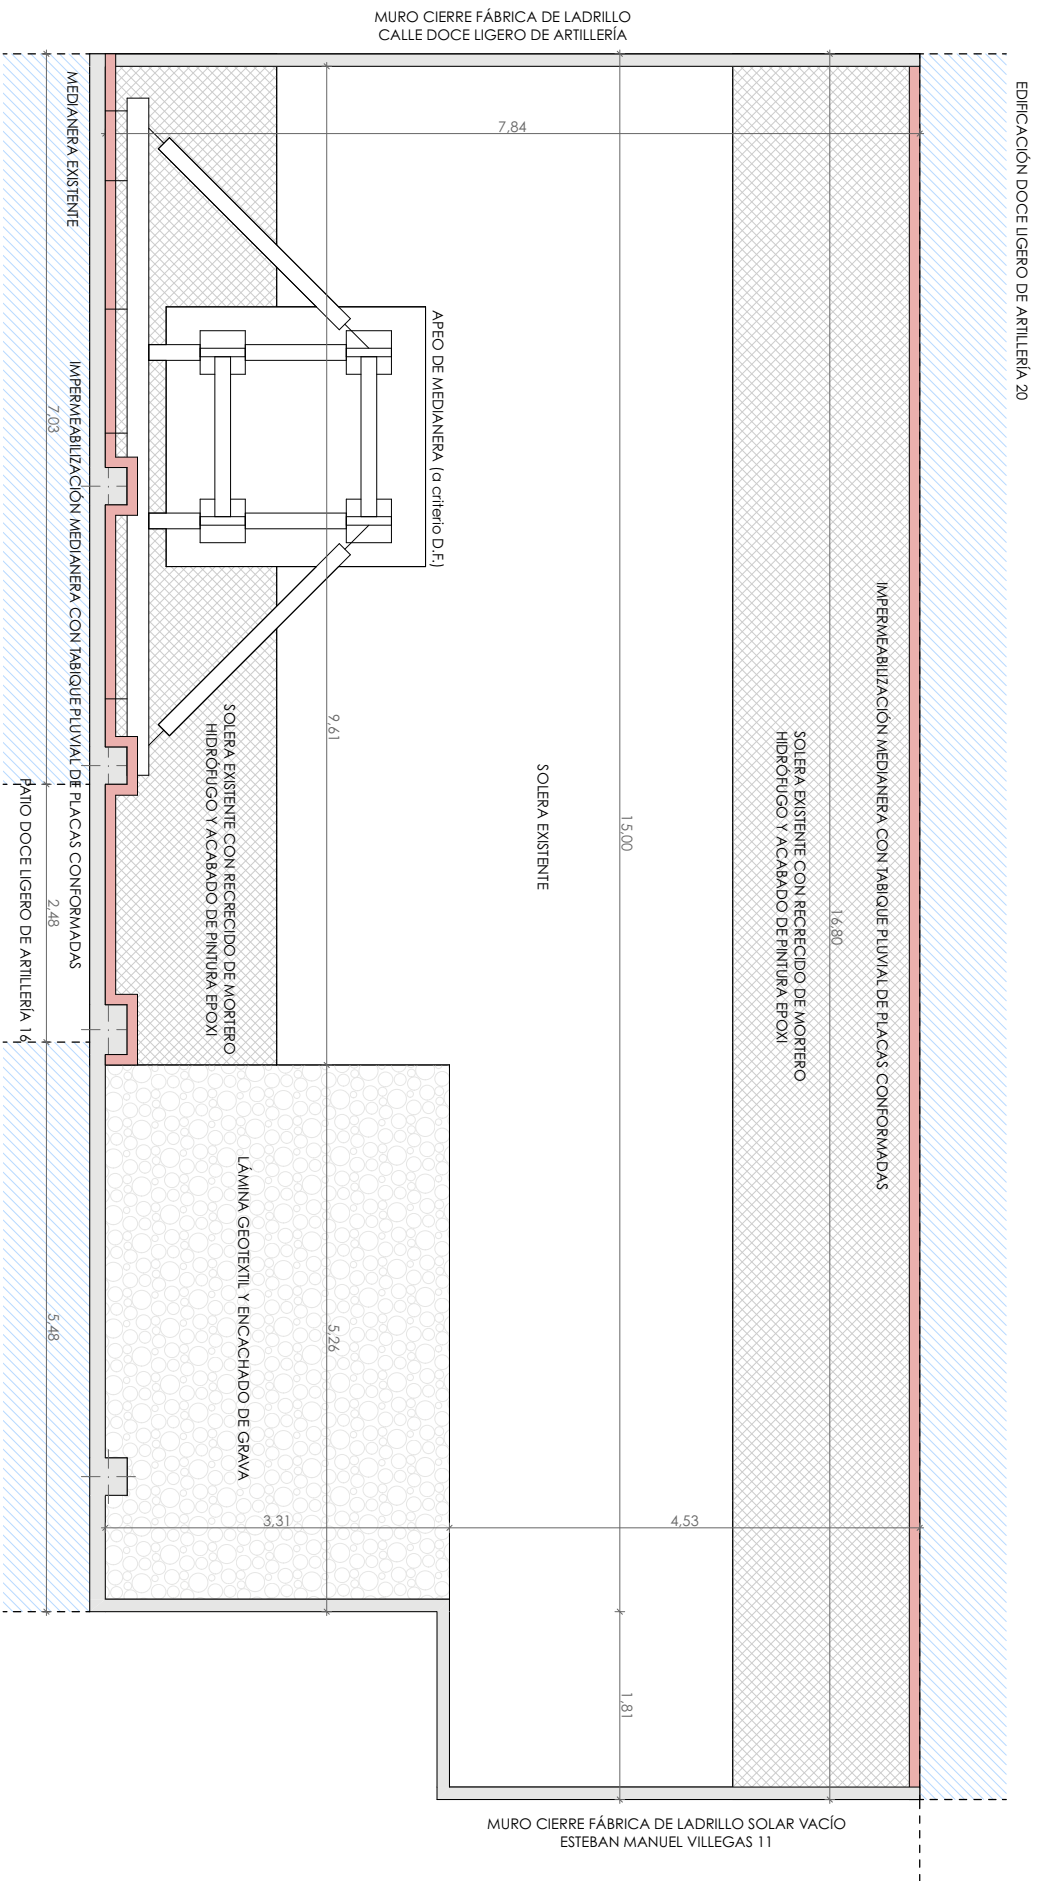 MURO CIERRE FÁBRICA DE LADRILLO
CALLE DOCE LIGERO DE ARTILLERÍA
EDIFICACIÓN DOCE LIGERO DE ARTILLERÍA 20
MEDIANERA EXISTENTE
7,84
APEO DE MEDIANERA (a criterio D.F.)
IMPERMEABILIZACIÓN MEDIANERA CON TABIQUE PLUVIAL DE PLACAS CONFORMADAS
7,03
IMPERMEABILIZACIÓN MEDIANERA CON TABIQUE PLUVIAL DE PLACAS CONFORMADAS
SOLERA EXISTENTE CON RECRECIDO DE MORTERO
HIDRÓFUGO Y ACABADO DE PINTURA EPOXI
9,61
SOLERA EXISTENTE
15,00
SOLERA EXISTENTE CON RECRECIDO DE MORTERO
HIDRÓFUGO Y ACABADO DE PINTURA EPOXI
16,80
PATIO DOCE LIGERO DE ARTILLERÍA 16
2,48
LÁMINA GEOTEXTIL Y ENCACHADO DE GRAVA
5,26
5,48
3,31
4,53
1,81
MURO CIERRE FÁBRICA DE LADRILLO SOLAR VACÍO
ESTEBAN MANUEL VILLEGAS 11